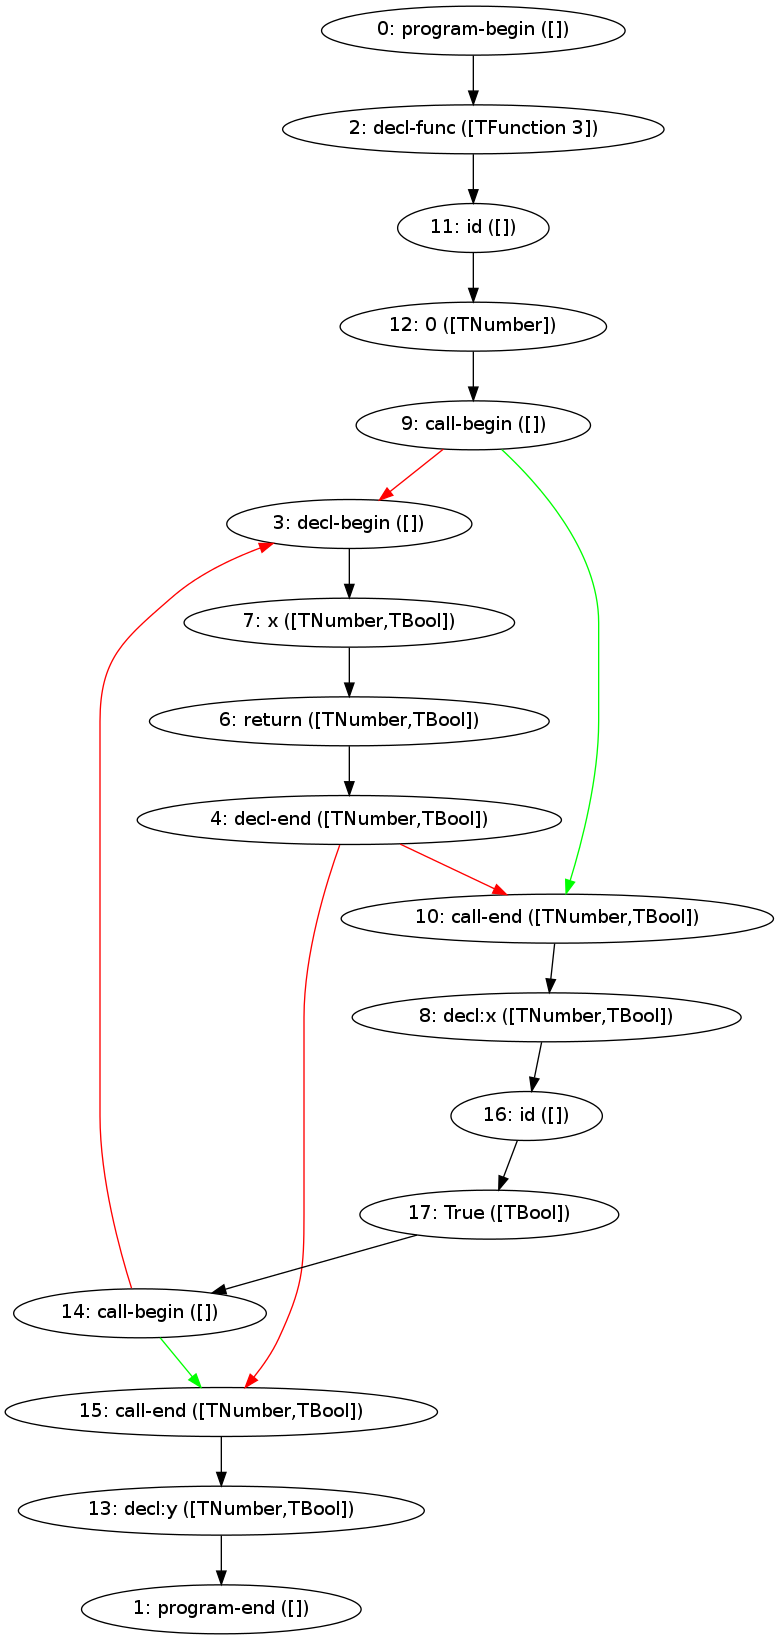 0: program-begin ([])
2: decl-func ([TFunction 3])
11: id ([])
12: 0 ([TNumber])
9: call-begin ([])
3: decl-begin ([])
7: x ([TNumber,TBool])
6: return ([TNumber,TBool])
4: decl-end ([TNumber,TBool])
10: call-end ([TNumber,TBool])
8: decl:x ([TNumber,TBool])
16: id ([])
17: True ([TBool])
14: call-begin ([])
15: call-end ([TNumber,TBool])
13: decl:y ([TNumber,TBool])
1: program-end ([])